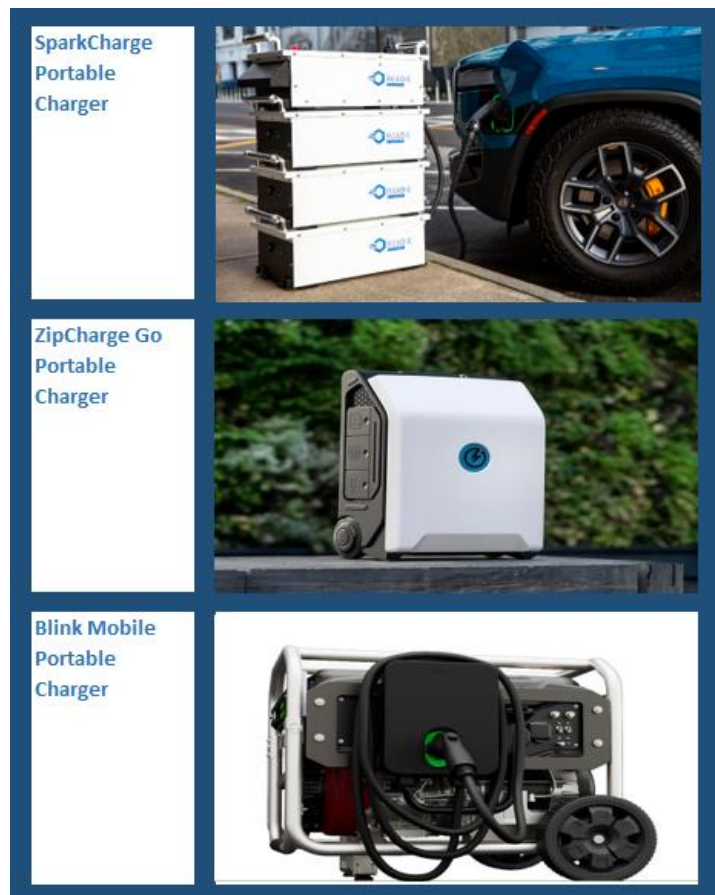 SparkCharge
Portable
Charger
ZipCharge Go
Portable
Charger
Blink Mobile
Portable
Charger